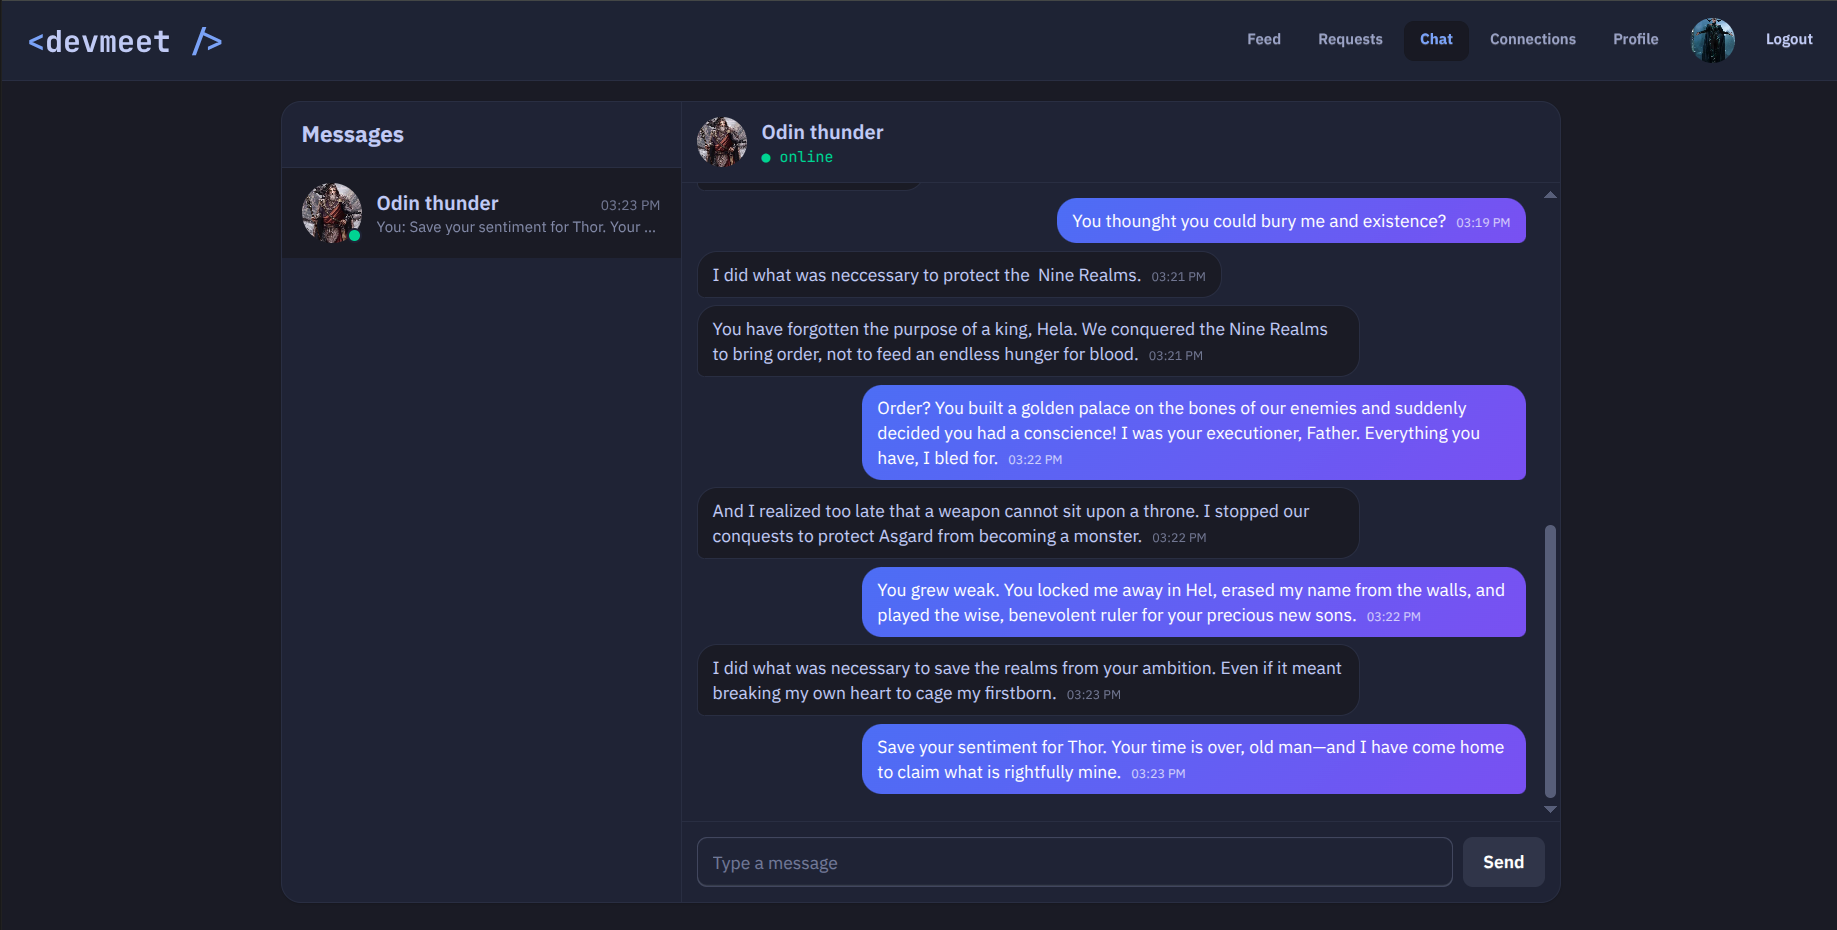 <devmeet />
Feed
Requests
Chat
Connections
Profile
Logout
Messages
Odin thunder
03:23 PM
You: Save your sentiment for Thor. Your ...
Odin thunder
online
You thounght you could bury me and existence? 03:19 PM
I did what was neccessary to protect the  Nine Realms. 03:21 PM
You have forgotten the purpose of a king, Hela. We conquered the Nine Realms
to bring order, not to feed an endless hunger for blood. 03:21 PM
Order? You built a golden palace on the bones of our enemies and suddenly
decided you had a conscience! I was your executioner, Father. Everything you
have, I bled for. 03:22 PM
And I realized too late that a weapon cannot sit upon a throne. I stopped our
conquests to protect Asgard from becoming a monster. 03:22 PM
You grew weak. You locked me away in Hel, erased my name from the walls, and
played the wise, benevolent ruler for your precious new sons. 03:22 PM
I did what was necessary to save the realms from your ambition. Even if it meant
breaking my own heart to cage my firstborn. 03:23 PM
Save your sentiment for Thor. Your time is over, old man—and I have come home
to claim what is rightfully mine. 03:23 PM
Type a message
Send